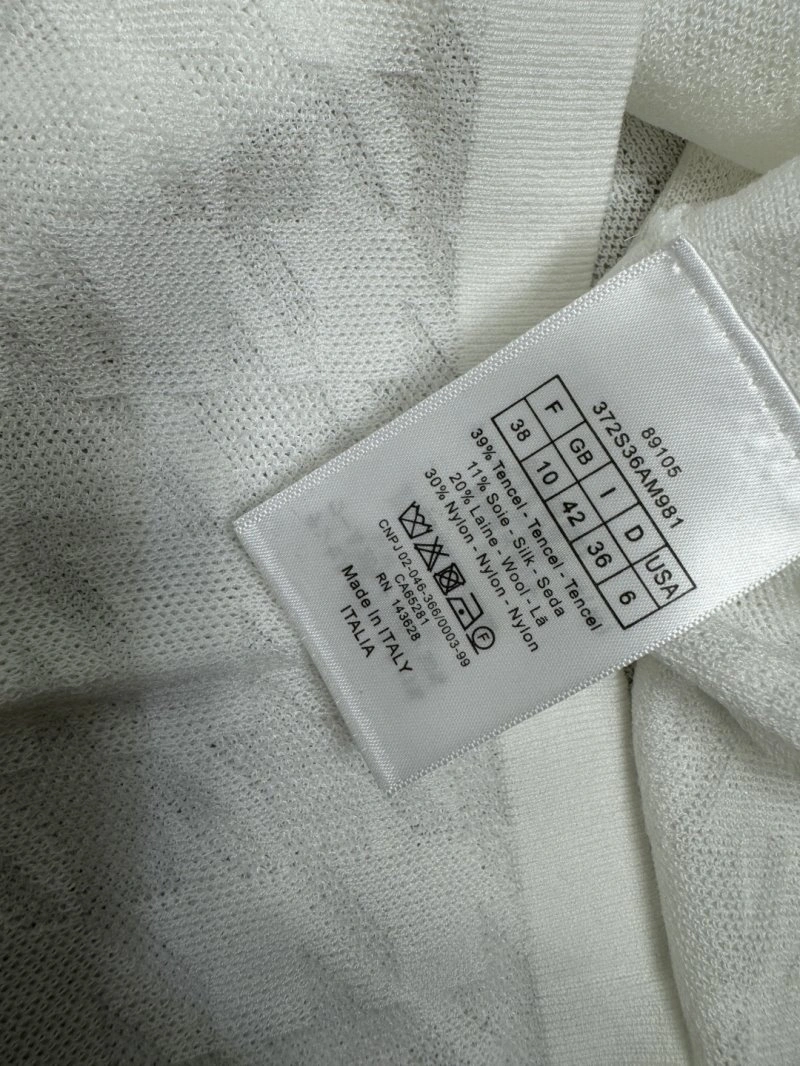 89105
372S36AM981
F GB I D USA
38 10 42 36 6
39% Tencel - Tencel - Tencel
11% Soie - Silk - Seda
20% Laine - Wool - Lã
30% Nylon - Nylon - Nylon
F
CNPJ 02-046-366/0003-99
CA65281
RN 143628
Made in ITALY
ITALIA